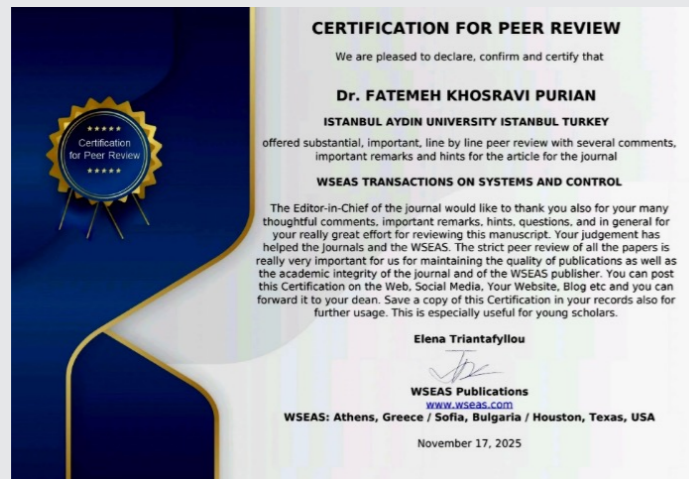 CERTIFICATION FOR PEER REVIEW
We are pleased to declare, confirm and certify that
Dr. FATEMEH KHOSRAVI PURIAN
ISTANBUL AYDIN UNIVERSITY ISTANBUL TURKEY
offered substantial, important, line by line peer review with several comments,
important remarks and hints for the article for the journal
WSEAS TRANSACTIONS ON SYSTEMS AND CONTROL
The Editor-in-Chief of the journal would like to thank you also for your many
thoughtful comments, important remarks, hints, questions, and in general for
your really great effort for reviewing this manuscript. Your judgement has
helped the Journals and the WSEAS. The strict peer review of all the papers is
really very important for us for maintaining the quality of publications as well as
the academic integrity of the journal and of the WSEAS publisher. You can post
this Certification on the Web, Social Media, Your Website, Blog etc and you can
forward it to your dean. Save a copy of this Certification in your records also for
further usage. This is especially useful for young scholars.
Elena Triantafyllou
WSEAS Publications
www.wseas.com
WSEAS: Athens, Greece / Sofia, Bulgaria / Houston, Texas, USA
November 17, 2025
Certification
for Peer Review